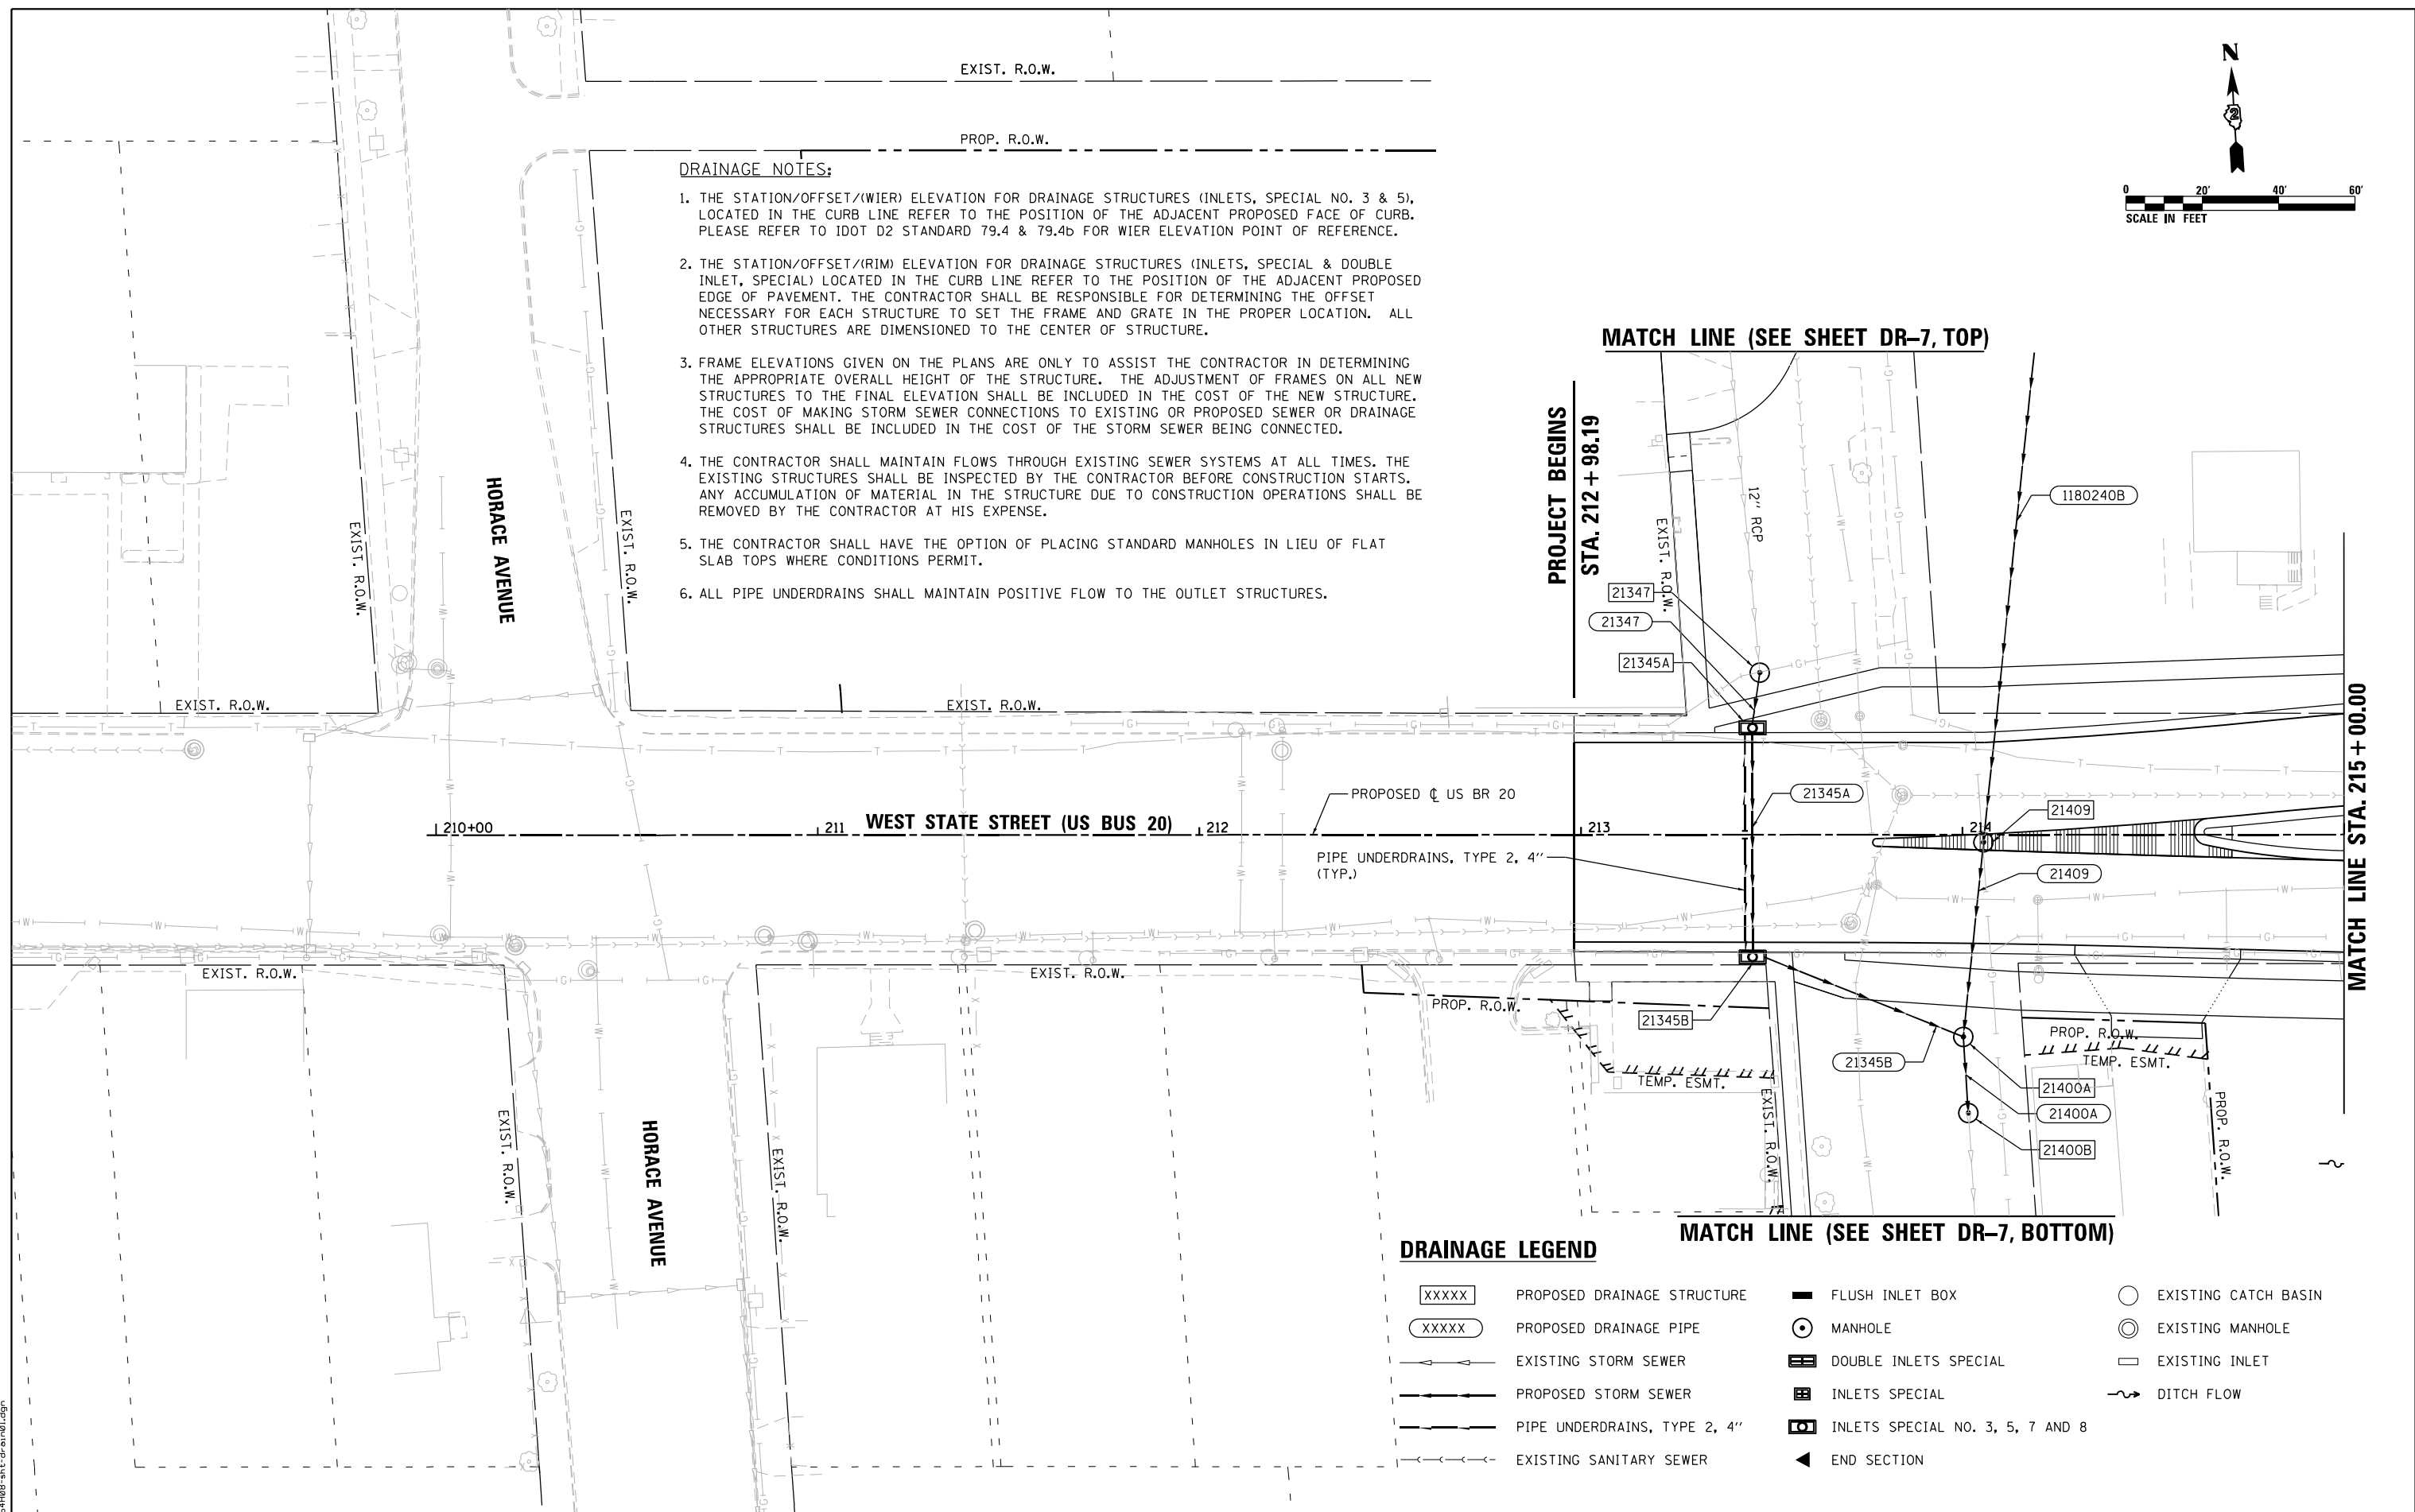 EXIST. R.O.W.
PROP. R.O.W.
N
2
0 20' 40' 60'
SCALE IN FEET
DRAINAGE NOTES:
1. THE STATION/OFFSET/(WIER) ELEVATION FOR DRAINAGE STRUCTURES (INLETS, SPECIAL NO. 3 & 5),
LOCATED IN THE CURB LINE REFER TO THE POSITION OF THE ADJACENT PROPOSED FACE OF CURB.
PLEASE REFER TO IDOT D2 STANDARD 79.4 & 79.4b FOR WIER ELEVATION POINT OF REFERENCE.
2. THE STATION/OFFSET/(RIM) ELEVATION FOR DRAINAGE STRUCTURES (INLETS, SPECIAL & DOUBLE
INLET, SPECIAL) LOCATED IN THE CURB LINE REFER TO THE POSITION OF THE ADJACENT PROPOSED
EDGE OF PAVEMENT. THE CONTRACTOR SHALL BE RESPONSIBLE FOR DETERMINING THE OFFSET
NECESSARY FOR EACH STRUCTURE TO SET THE FRAME AND GRATE IN THE PROPER LOCATION. ALL
OTHER STRUCTURES ARE DIMENSIONED TO THE CENTER OF STRUCTURE.
3. FRAME ELEVATIONS GIVEN ON THE PLANS ARE ONLY TO ASSIST THE CONTRACTOR IN DETERMINING
THE APPROPRIATE OVERALL HEIGHT OF THE STRUCTURE. THE ADJUSTMENT OF FRAMES ON ALL NEW
STRUCTURES TO THE FINAL ELEVATION SHALL BE INCLUDED IN THE COST OF THE NEW STRUCTURE.
THE COST OF MAKING STORM SEWER CONNECTIONS TO EXISTING OR PROPOSED SEWER OR DRAINAGE
STRUCTURES SHALL BE INCLUDED IN THE COST OF THE STORM SEWER BEING CONNECTED.
4. THE CONTRACTOR SHALL MAINTAIN FLOWS THROUGH EXISTING SEWER SYSTEMS AT ALL TIMES. THE
EXISTING STRUCTURES SHALL BE INSPECTED BY THE CONTRACTOR BEFORE CONSTRUCTION STARTS.
ANY ACCUMULATION OF MATERIAL IN THE STRUCTURE DUE TO CONSTRUCTION OPERATIONS SHALL BE
REMOVED BY THE CONTRACTOR AT HIS EXPENSE.
5. THE CONTRACTOR SHALL HAVE THE OPTION OF PLACING STANDARD MANHOLES IN LIEU OF FLAT
SLAB TOPS WHERE CONDITIONS PERMIT.
6. ALL PIPE UNDERDRAINS SHALL MAINTAIN POSITIVE FLOW TO THE OUTLET STRUCTURES.
HORACE AVENUE
EXIST. R.O.W.
EXIST. R.O.W.
MATCH LINE (SEE SHEET DR-7, TOP)
PROJECT BEGINS
STA. 212+98.19
EXIST. R.O.W.
12" RCP
1180240B
21347
21347
21345A
EXIST. R.O.W.
EXIST. R.O.W.
MATCH LINE STA. 215+00.00
PROPOSED ℄ US BR 20
21345A
21409
210+00
211
WEST STATE STREET (US BUS 20)
212
213
214
PIPE UNDERDRAINS, TYPE 2, 4"
(TYP.)
21409
EXIST. R.O.W.
EXIST. R.O.W.
PROP. R.O.W.
21345B
PROP. R.O.W.
TEMP. ESMT.
21345B
TEMP. ESMT.
21400A
21400A
21400B
EXIST. R.O.W.
HORACE AVENUE
EXIST. R.O.W.
EXIST. R.O.W.
PROP. R.O.W.
MATCH LINE (SEE SHEET DR-7, BOTTOM)
DRAINAGE LEGEND
XXXXX PROPOSED DRAINAGE STRUCTURE
XXXXX PROPOSED DRAINAGE PIPE
EXISTING STORM SEWER
PROPOSED STORM SEWER
PIPE UNDERDRAINS, TYPE 2, 4"
EXISTING SANITARY SEWER
FLUSH INLET BOX
MANHOLE
DOUBLE INLETS SPECIAL
INLETS SPECIAL
INLETS SPECIAL NO. 3, 5, 7 AND 8
END SECTION
EXISTING CATCH BASIN
EXISTING MANHOLE
EXISTING INLET
DITCH FLOW